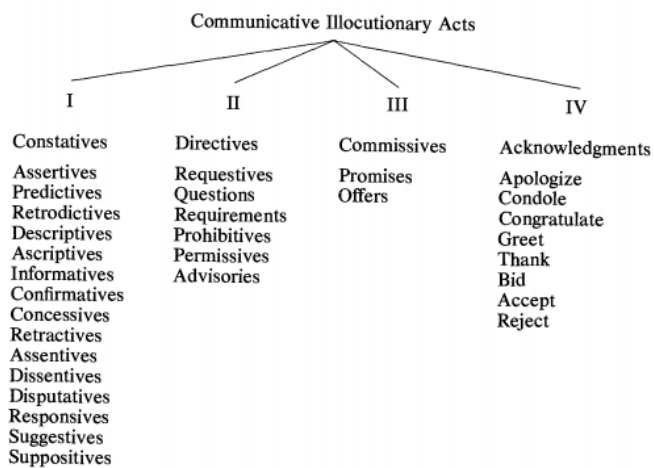 Communicative Illocutionary Acts
I
Constatives
Assertives
Predictives
Retrodictives
Descriptives
Ascriptives
Informatives
Confirmatives
Concessives
Retractives
Assentives
Dissentives
Disputatives
Responsives
Suggestives
Suppositives
II
Directives
Requestives
Questions
Requirements
Prohibitives
Permissives
Advisories
III
Commissives
Promises
Offers
IV
Acknowledgments
Apologize
Condole
Congratulate
Greet
Thank
Bid
Accept
Reject